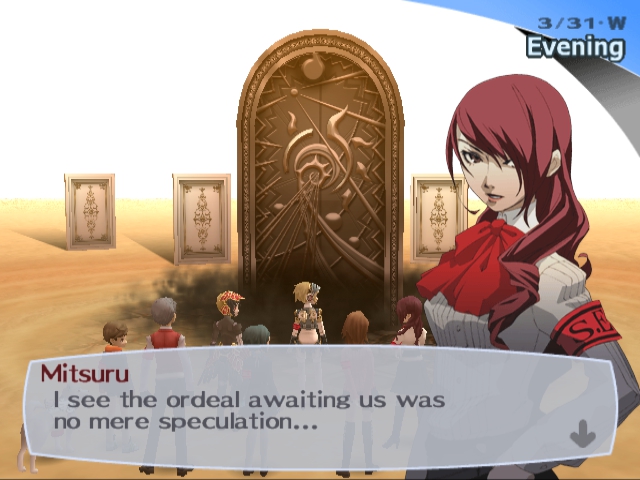 3/31・W
Evening
S.E
Mitsuru
I see the ordeal awaiting us was
no mere speculation...